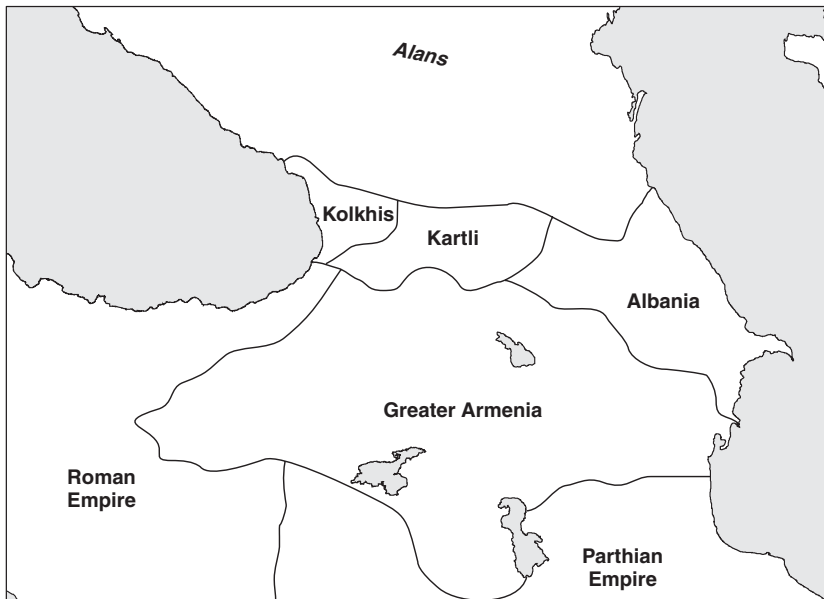 Alans
Kolkhis
Kartli
Albania
Greater Armenia
Roman
Empire
Parthian
Empire